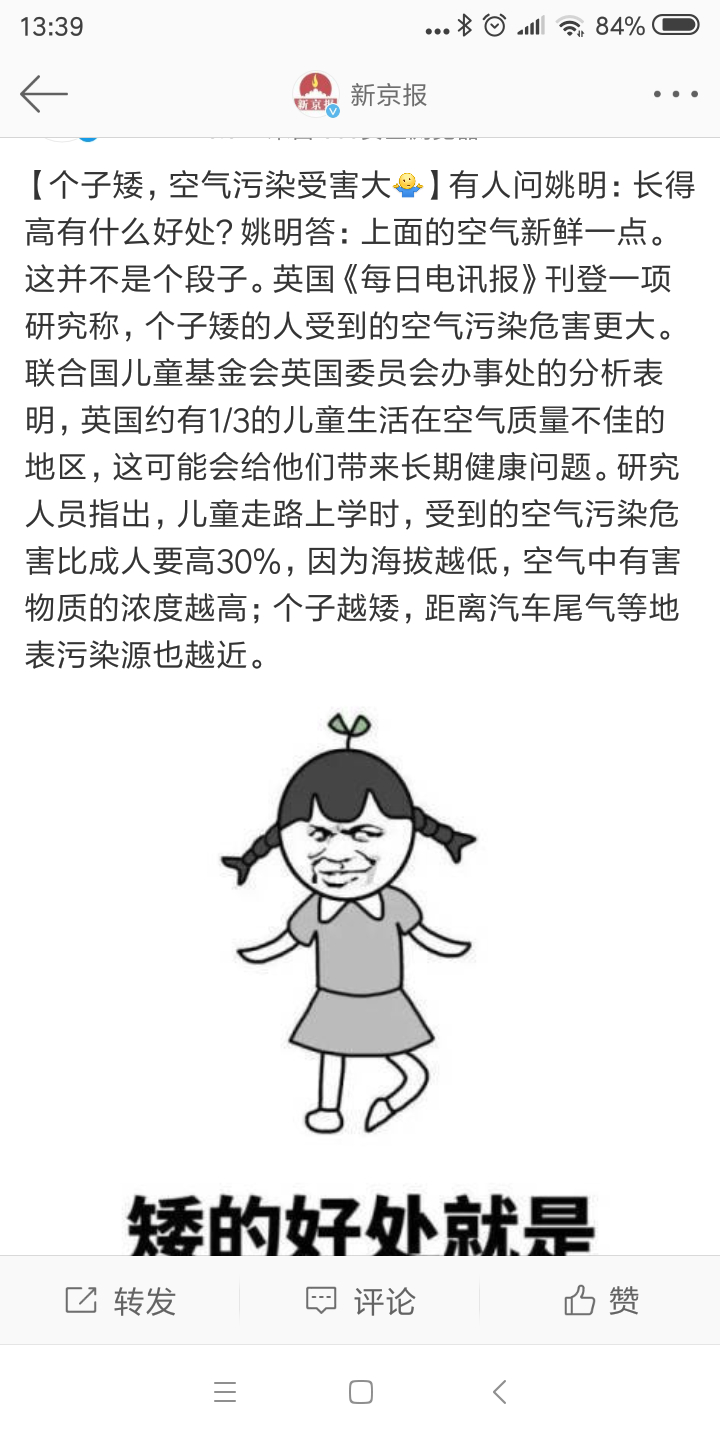 13:39
84%
新京报
【个子矮，空气污染受害大🤷】有人问姚明：长得
高有什么好处？姚明答：上面的空气新鲜一点。
这并不是个段子。英国《每日电讯报》刊登一项
研究称，个子矮的人受到的空气污染危害更大。
联合国儿童基金会英国委员会办事处的分析表
明，英国约有1/3的儿童生活在空气质量不佳的
地区，这可能会给他们带来长期健康问题。研究
人员指出，儿童走路上学时，受到的空气污染危
害比成人要高30%，因为海拔越低，空气中有害
物质的浓度越高；个子越矮，距离汽车尾气等地
表污染源也越近。
矮的好处就是
转发
评论
赞